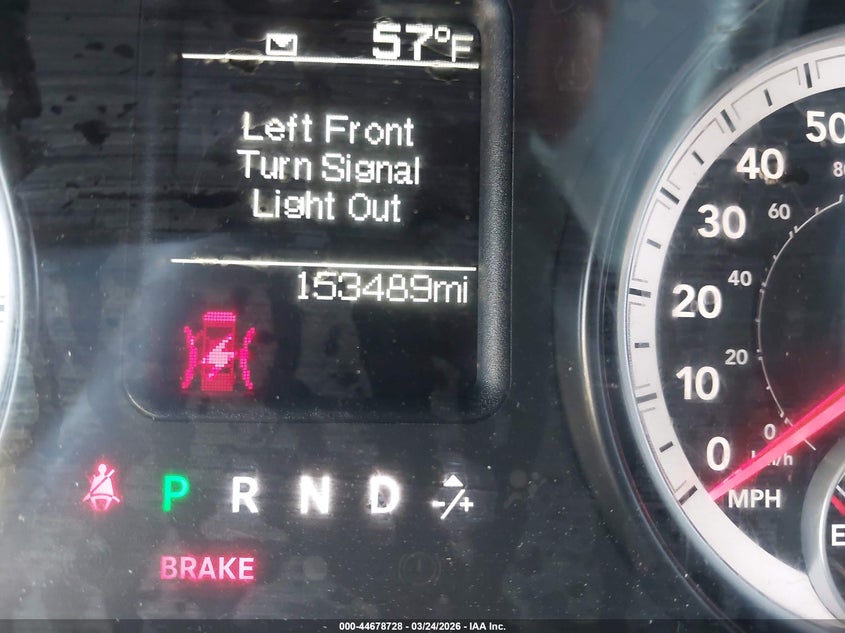 57°F
Left Front
Turn Signal
Light Out
153489mi
P R N D -/+
BRAKE
50
40
30
20
10
0
MPH
80
60
40
20
0
km/h
E
000-44678728 - 03/24/2026 - IAA Inc.